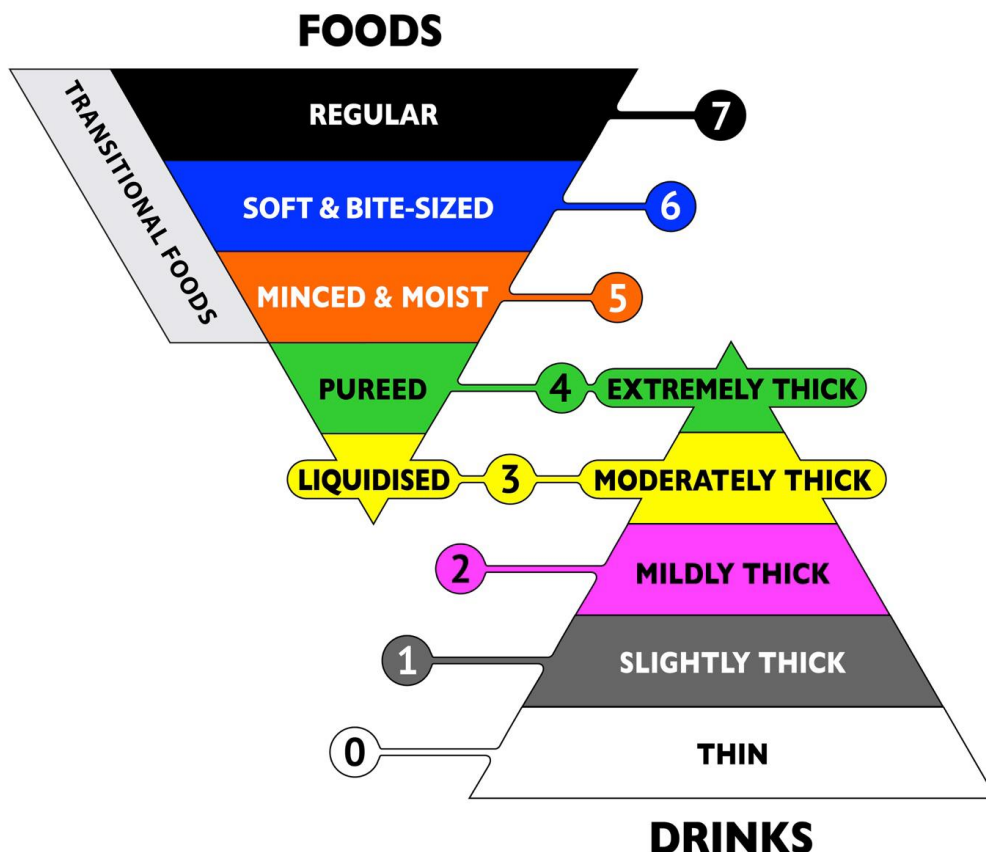 FOODS
TRANSITIONAL FOODS
REGULAR
7
SOFT & BITE-SIZED
6
MINCED & MOIST
5
PUREED
4
EXTREMELY THICK
LIQUIDISED
3
MODERATELY THICK
2
MILDLY THICK
1
SLIGHTLY THICK
0
THIN
DRINKS